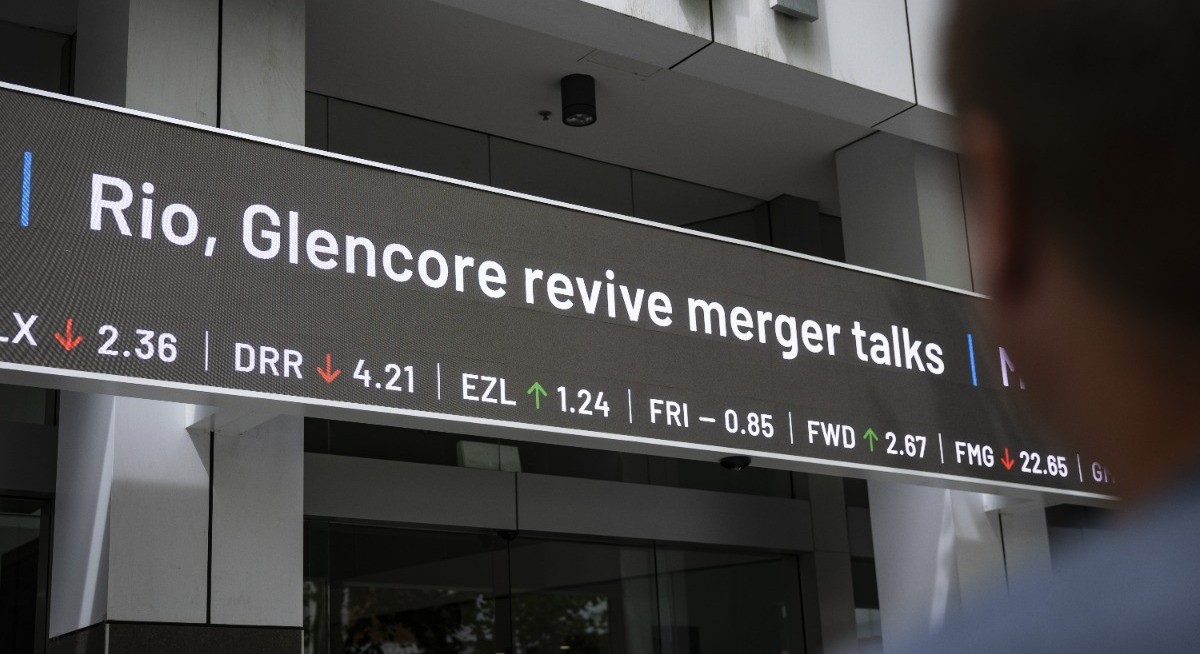 Rio, Glencore revive merger talks
LX ↓ 2.36 | DRR ↓ 4.21 | EZL ↑ 1.24 | FRI – 0.85 | FWD ↑ 2.67 | FMG ↓ 22.65 |